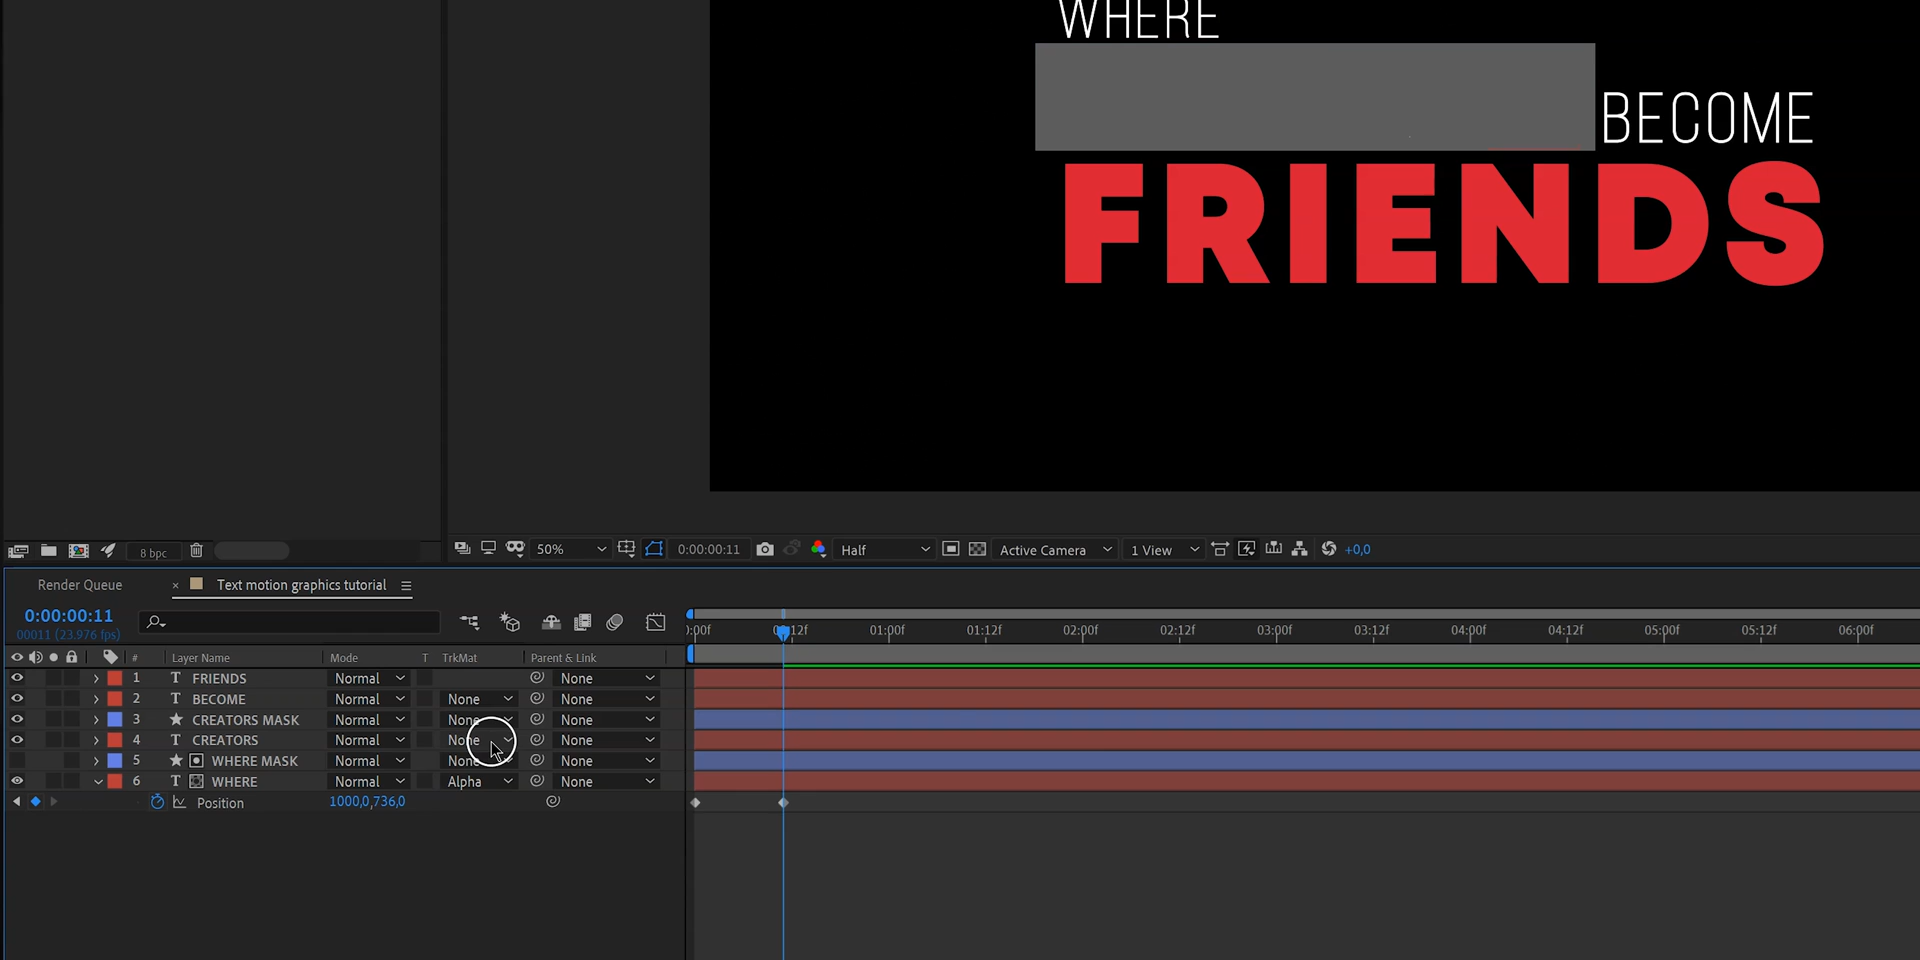 WHERE
BECOME
FRIENDS
8 bpc
50%
0:00:00:11
Half
Active Camera
1 View
+0,0
Render Queue
× Text motion graphics tutorial
0:00:00:11
00011 (23.976 fps)
:00f 00:12f 01:00f 01:12f 02:00f 02:12f 03:00f 03:12f 04:00f 04:12f 05:00f 05:12f 06:00f
# Layer Name Mode T TrkMat Parent & Link
1 T FRIENDS Normal None
2 T BECOME Normal None None
3 CREATORS MASK Normal None None
4 T CREATORS Normal None None
5 WHERE MASK Normal None None
6 T WHERE Normal Alpha None
Position 1000,0,736,0